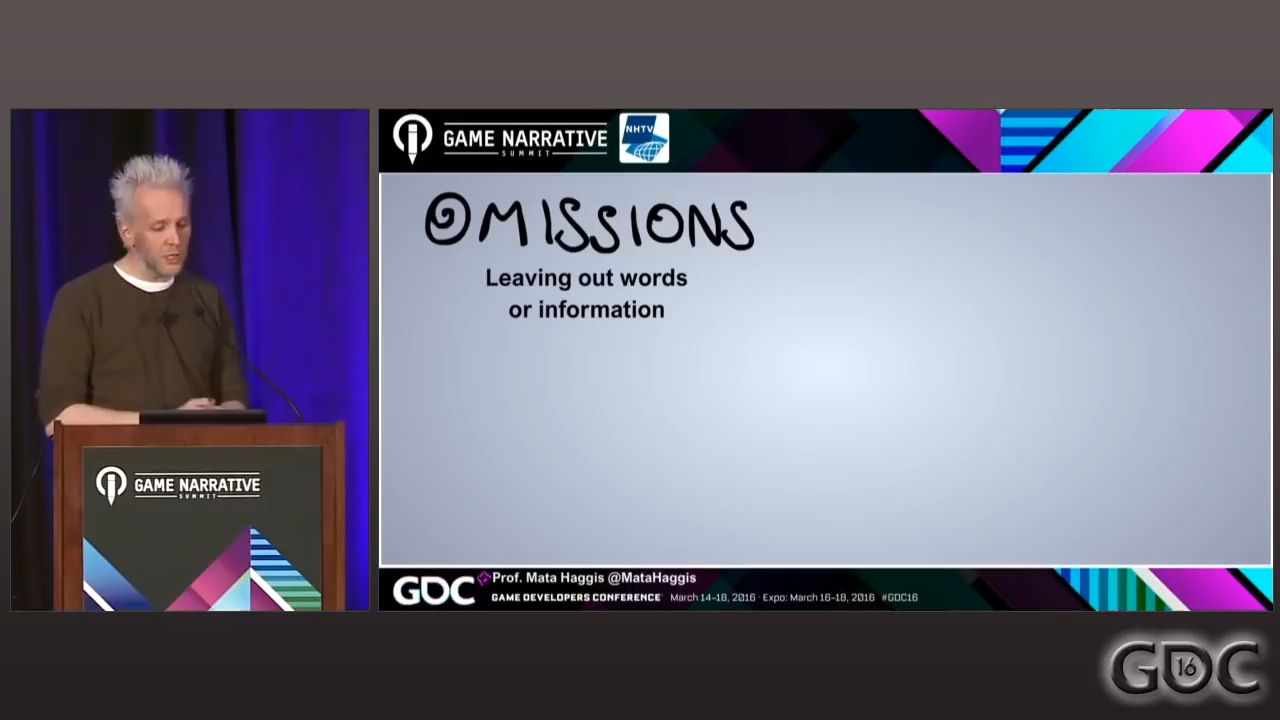 GAME NARRATIVE
SUMMIT
NHTV
OMISSIONS
Leaving out words
or information
GAME NARRATIVE
SUMMIT
GDC
Prof. Mata Haggis @MataHaggis
GAME DEVELOPERS CONFERENCE March 14–18, 2016 · Expo: March 16–18, 2016 #GDC16
GDC 16